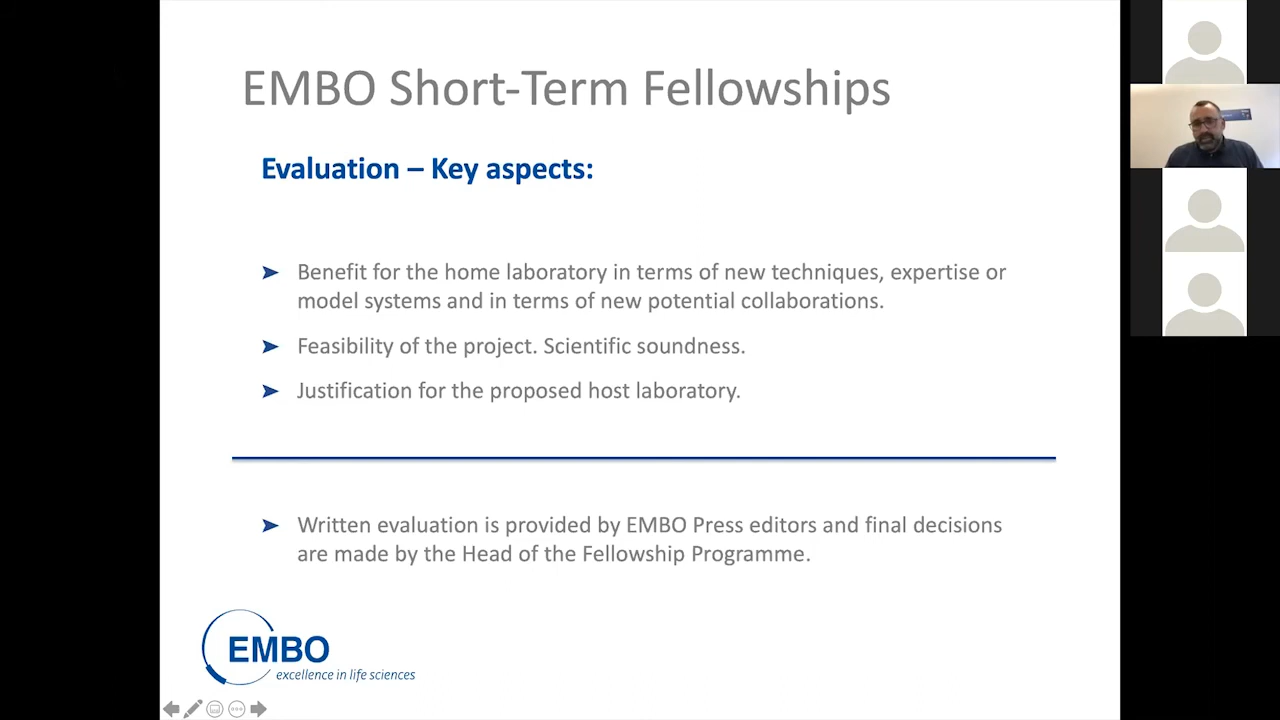 EMBO Short-Term Fellowships
Evaluation – Key aspects:
➤ Benefit for the home laboratory in terms of new techniques, expertise or
model systems and in terms of new potential collaborations.
➤ Feasibility of the project. Scientific soundness.
➤ Justification for the proposed host laboratory.
➤ Written evaluation is provided by EMBO Press editors and final decisions
are made by the Head of the Fellowship Programme.
EMBO
excellence in life sciences